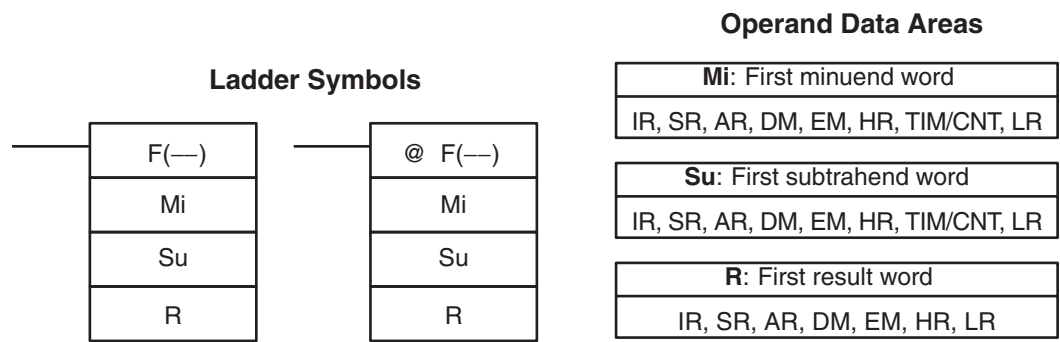 Ladder Symbols
F(−−)
Mi
Su
R
@ F(−−)
Mi
Su
R
Operand Data Areas
Mi: First minuend word
IR, SR, AR, DM, EM, HR, TIM/CNT, LR
Su: First subtrahend word
IR, SR, AR, DM, EM, HR, TIM/CNT, LR
R: First result word
IR, SR, AR, DM, EM, HR, LR